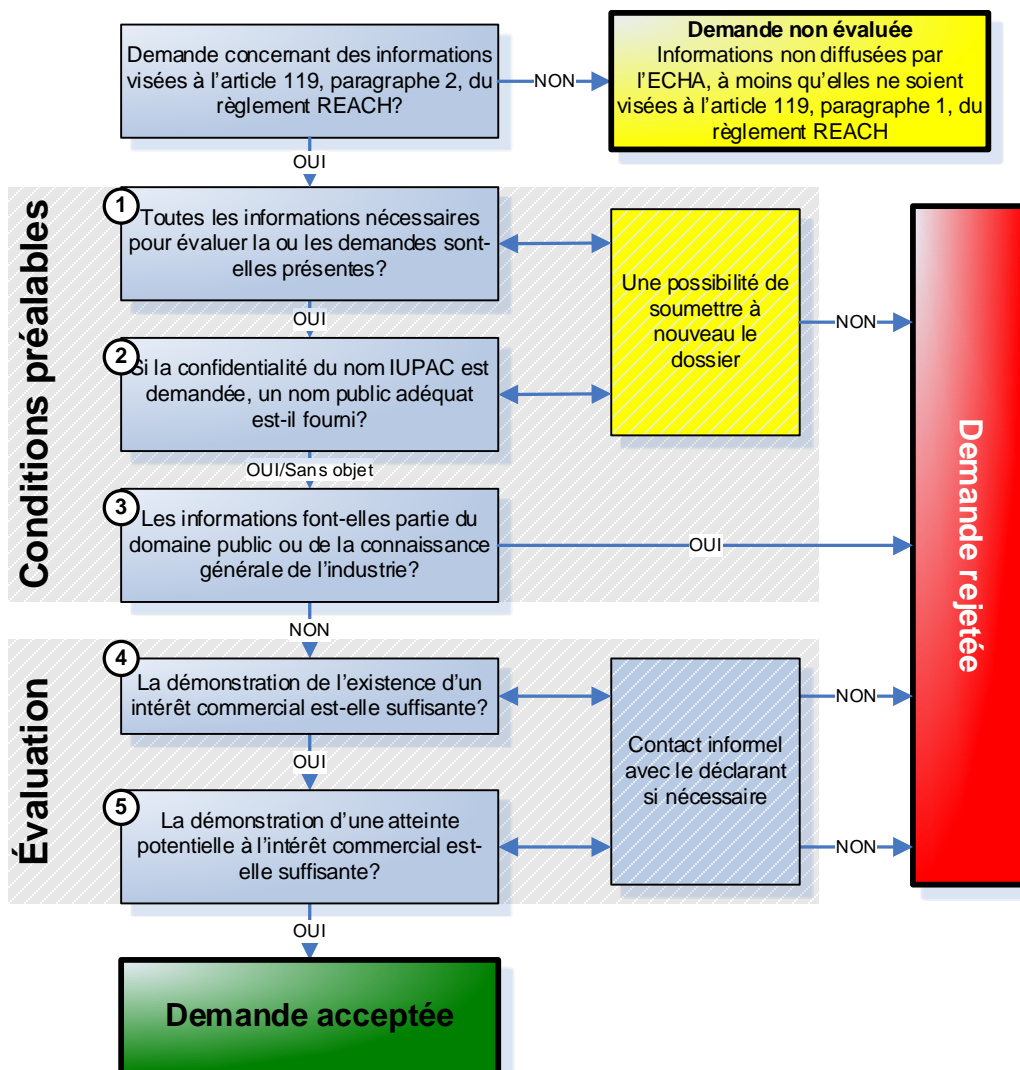 Demande concernant des informations
visées à l'article 119, paragraphe 2, du
règlement REACH?
NON
Demande non évaluée
Informations non diffusées par
l'ECHA, à moins qu'elles ne soient
visées à l'article 119, paragraphe 1, du
règlement REACH
OUI
Conditions préalables
1
Toutes les informations nécessaires
pour évaluer la ou les demandes sont-
elles présentes?
Une possibilité de
soumettre à
nouveau le
dossier
NON
OUI
2
Si la confidentialité du nom IUPAC est
demandée, un nom public adéquat
est-il fourni?
OUI/Sans objet
3
Les informations font-elles partie du
domaine public ou de la connaissance
générale de l'industrie?
OUI
Demande rejetée
NON
Évaluation
4
La démonstration de l'existence d'un
intérêt commercial est-elle suffisante?
NON
OUI
Contact informel
avec le déclarant
si nécessaire
5
La démonstration d'une atteinte
potentielle à l'intérêt commercial est-
elle suffisante?
NON
OUI
Demande acceptée